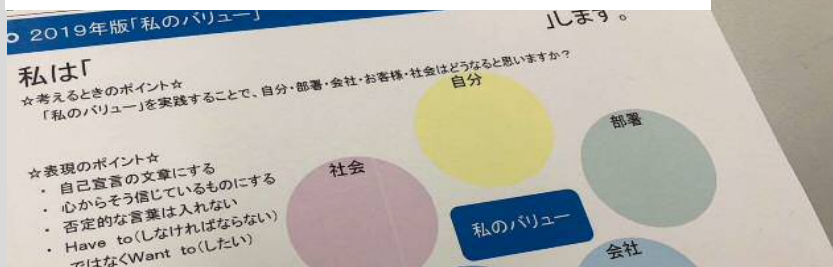 2019年版「私のバリュー」
私は「 」します。
☆考えるときのポイント☆
「私のバリュー」を実践することで、自分・部署・会社・お客様・社会はどうなると思いますか？
自分
部署
☆表現のポイント☆
・ 自己宣言の文章にする
・ 心からそう信じているものにする
・ 否定的な言葉は入れない
・ Have to(しなければならない)
ではなくWant to(したい)
社会
私のバリュー
会社